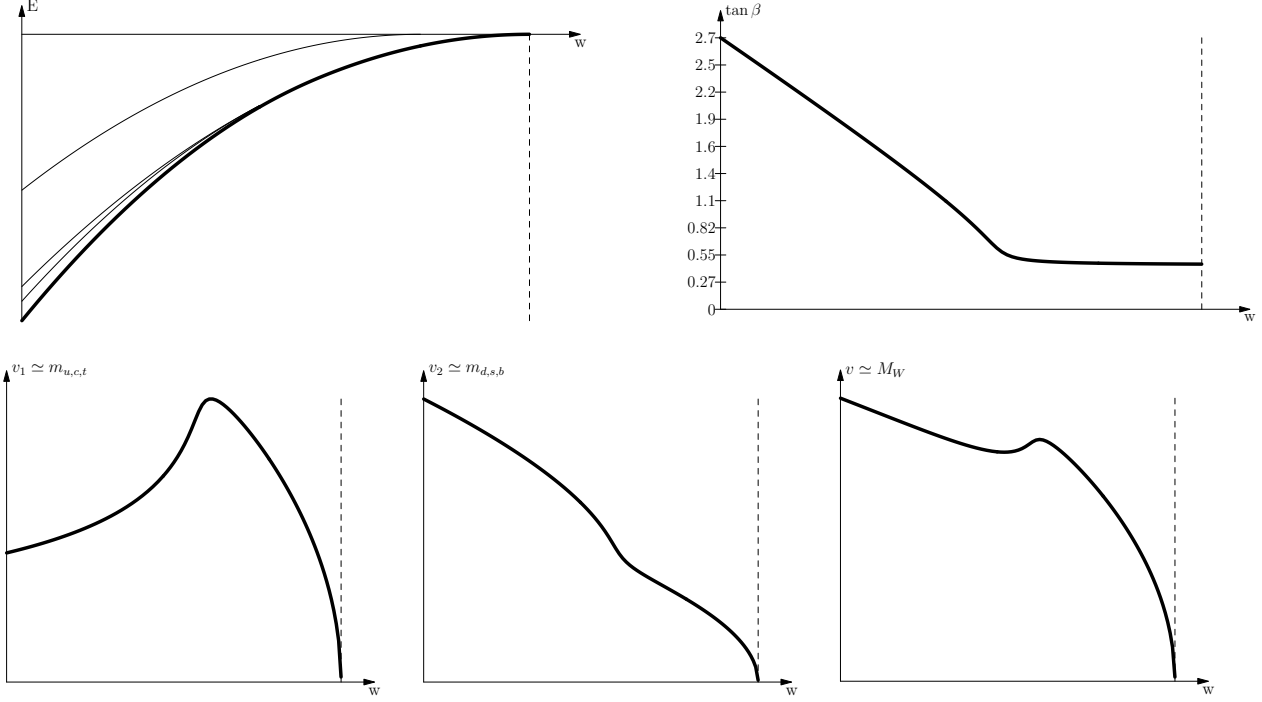 E
w
tan β
2.7
2.5
2.2
1.9
1.6
1.4
1.1
0.82
0.55
0.27
0
w
v₁ ≃ m_{u,c,t}
w
v₂ ≃ m_{d,s,b}
w
v ≃ M_W
w